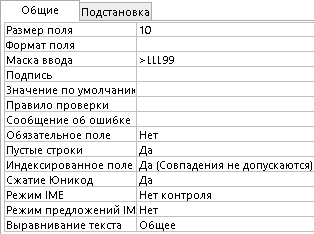 Общие Подстановка
Размер поля 10
Формат поля
Маска ввода >LLL99
Подпись
Значение по умолчани
Правило проверки
Сообщение об ошибке
Обязательное поле Нет
Пустые строки Да
Индексированное поле Да (Совпадения не допускаются)
Сжатие Юникод Да
Режим IME Нет контроля
Режим предложений IM Нет
Выравнивание текста Общее